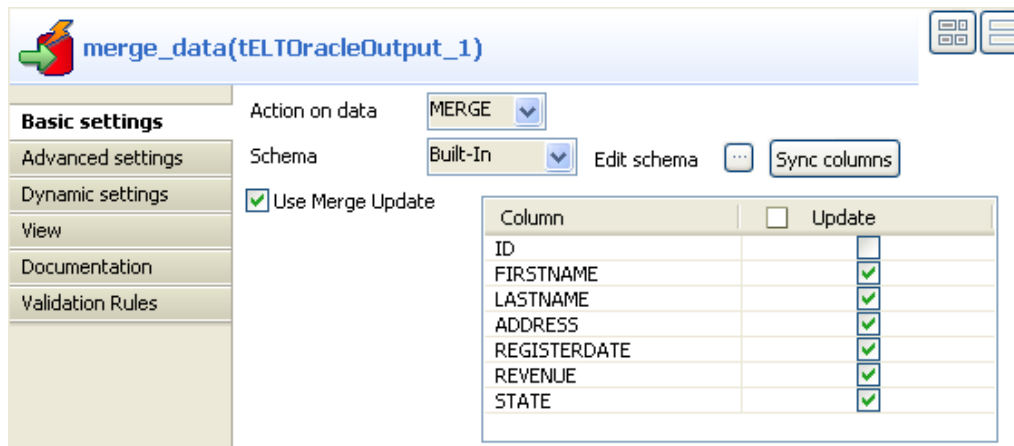 merge_data(tELTOracleOutput_1)
Basic settings
Advanced settings
Dynamic settings
View
Documentation
Validation Rules
Action on data MERGE
Schema Built-In Edit schema ... Sync columns
Use Merge Update
Column Update
ID
FIRSTNAME
LASTNAME
ADDRESS
REGISTERDATE
REVENUE
STATE